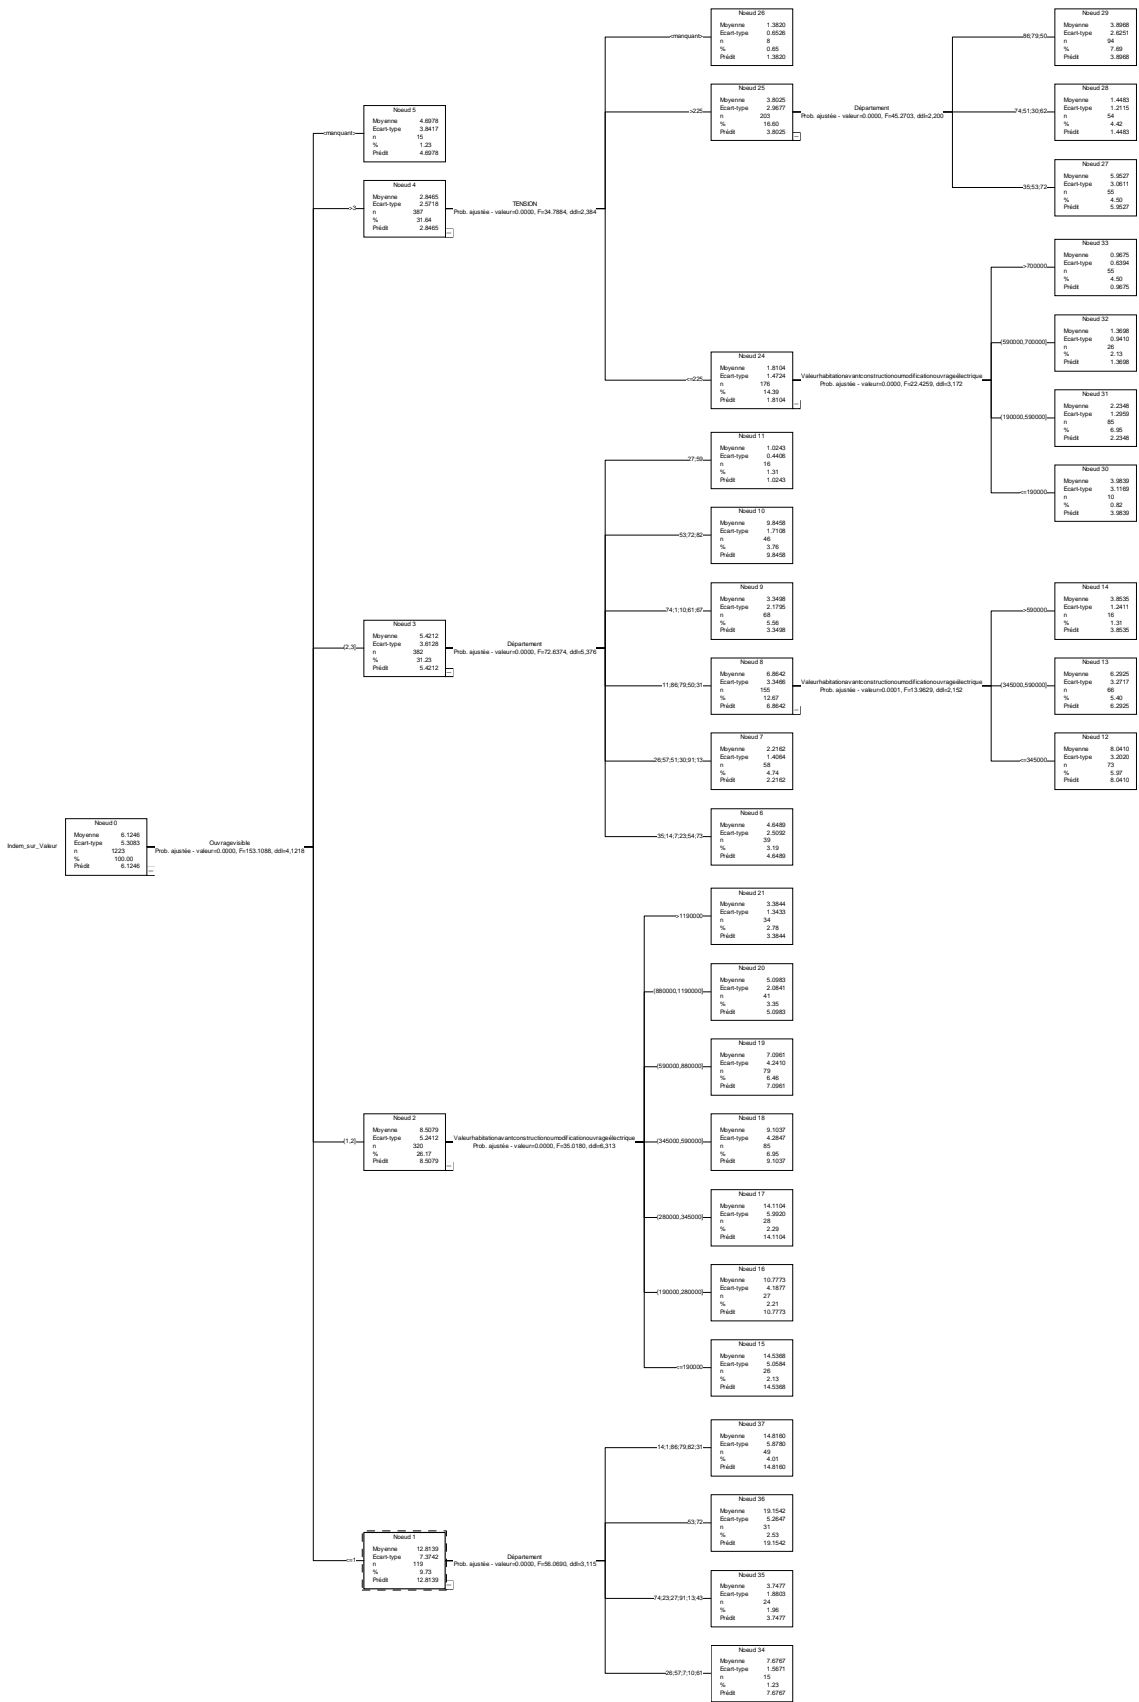 Indem_sur_Valeur
Noeud 0
Moyenne 6.1246
Ecart-type 5.3083
n 1223
% 100.00
Prédit 6.1246
Ouvragevisible
Prob. ajustée - valeur=0.0000, F=153.1088, ddl=4,1218
<manquant>
Noeud 5
Moyenne 4.6978
Ecart-type 3.8417
n 15
% 1.23
Prédit 4.6978
>3
Noeud 4
Moyenne 2.8465
Ecart-type 2.5718
n 387
% 31.64
Prédit 2.8465
TENSION
Prob. ajustée - valeur=0.0000, F=34.7884, ddl=2,384
<manquant>
Noeud 26
Moyenne 1.3820
Ecart-type 0.6526
n 8
% 0.65
Prédit 1.3820
>225
Noeud 25
Moyenne 3.8025
Ecart-type 2.9677
n 203
% 16.60
Prédit 3.8025
Département
Prob. ajustée - valeur=0.0000, F=45.2703, ddl=2,200
86;79;50
Noeud 29
Moyenne 3.8968
Ecart-type 2.6251
n 94
% 7.69
Prédit 3.8968
74;51;30;62
Noeud 28
Moyenne 1.4483
Ecart-type 1.2115
n 54
% 4.42
Prédit 1.4483
35;53;72
Noeud 27
Moyenne 5.9527
Ecart-type 3.0611
n 55
% 4.50
Prédit 5.9527
<=225
Noeud 24
Moyenne 1.8104
Ecart-type 1.4724
n 176
% 14.39
Prédit 1.8104
Valeurhabitationavantconstructionoumodificationouvrageélectrique
Prob. ajustée - valeur=0.0000, F=22.4259, ddl=3,172
>700000
Noeud 33
Moyenne 0.9675
Ecart-type 0.6394
n 55
% 4.50
Prédit 0.9675
(590000,700000]
Noeud 32
Moyenne 1.3698
Ecart-type 0.9410
n 26
% 2.13
Prédit 1.3698
(190000,590000]
Noeud 31
Moyenne 2.2348
Ecart-type 1.2959
n 85
% 6.95
Prédit 2.2348
<=190000
Noeud 30
Moyenne 3.9839
Ecart-type 3.1169
n 10
% 0.82
Prédit 3.9839
(2,3]
Noeud 3
Moyenne 5.4212
Ecart-type 3.6128
n 382
% 31.23
Prédit 5.4212
Département
Prob. ajustée - valeur=0.0000, F=72.6374, ddl=5,376
27;59
Noeud 11
Moyenne 1.0243
Ecart-type 0.4406
n 16
% 1.31
Prédit 1.0243
53;72;82
Noeud 10
Moyenne 9.8458
Ecart-type 1.7108
n 46
% 3.76
Prédit 9.8458
74;1;10;61;67
Noeud 9
Moyenne 3.3498
Ecart-type 2.1795
n 68
% 5.56
Prédit 3.3498
11;86;79;50;31
Noeud 8
Moyenne 6.8642
Ecart-type 3.3466
n 155
% 12.67
Prédit 6.8642
Valeurhabitationavantconstructionoumodificationouvrageélectrique
Prob. ajustée - valeur=0.0001, F=13.9629, ddl=2,152
>590000
Noeud 14
Moyenne 3.8535
Ecart-type 1.2411
n 16
% 1.31
Prédit 3.8535
(345000,590000]
Noeud 13
Moyenne 6.2925
Ecart-type 3.2717
n 66
% 5.40
Prédit 6.2925
<=345000
Noeud 12
Moyenne 8.0410
Ecart-type 3.2020
n 73
% 5.97
Prédit 8.0410
26;57;51;30;91;13
Noeud 7
Moyenne 2.2162
Ecart-type 1.4064
n 58
% 4.74
Prédit 2.2162
35;14;7;23;54;73
Noeud 6
Moyenne 4.6489
Ecart-type 2.5092
n 39
% 3.19
Prédit 4.6489
(1,2]
Noeud 2
Moyenne 8.5079
Ecart-type 5.2412
n 320
% 26.17
Prédit 8.5079
Valeurhabitationavantconstructionoumodificationouvrageélectrique
Prob. ajustée - valeur=0.0000, F=35.0180, ddl=6,313
>1190000
Noeud 21
Moyenne 3.3844
Ecart-type 1.3433
n 34
% 2.78
Prédit 3.3844
(880000,1190000]
Noeud 20
Moyenne 5.0983
Ecart-type 2.0841
n 41
% 3.35
Prédit 5.0983
(590000,880000]
Noeud 19
Moyenne 7.0961
Ecart-type 4.2410
n 79
% 6.46
Prédit 7.0961
(345000,590000]
Noeud 18
Moyenne 9.1037
Ecart-type 4.2847
n 85
% 6.95
Prédit 9.1037
(280000,345000]
Noeud 17
Moyenne 14.1104
Ecart-type 5.9920
n 28
% 2.29
Prédit 14.1104
(190000,280000]
Noeud 16
Moyenne 10.7773
Ecart-type 4.1877
n 27
% 2.21
Prédit 10.7773
<=190000
Noeud 15
Moyenne 14.5368
Ecart-type 5.0584
n 26
% 2.13
Prédit 14.5368
<=1
Noeud 1
Moyenne 12.8139
Ecart-type 7.3742
n 119
% 9.73
Prédit 12.8139
Département
Prob. ajustée - valeur=0.0000, F=56.0690, ddl=3,115
14;1;86;79;82;31
Noeud 37
Moyenne 14.8160
Ecart-type 5.8780
n 49
% 4.01
Prédit 14.8160
53;72
Noeud 36
Moyenne 19.1542
Ecart-type 5.2647
n 31
% 2.53
Prédit 19.1542
74;23;27;91;13;43
Noeud 35
Moyenne 3.7477
Ecart-type 1.8803
n 24
% 1.96
Prédit 3.7477
26;57;7;10;61
Noeud 34
Moyenne 7.6767
Ecart-type 1.5671
n 15
% 1.23
Prédit 7.6767